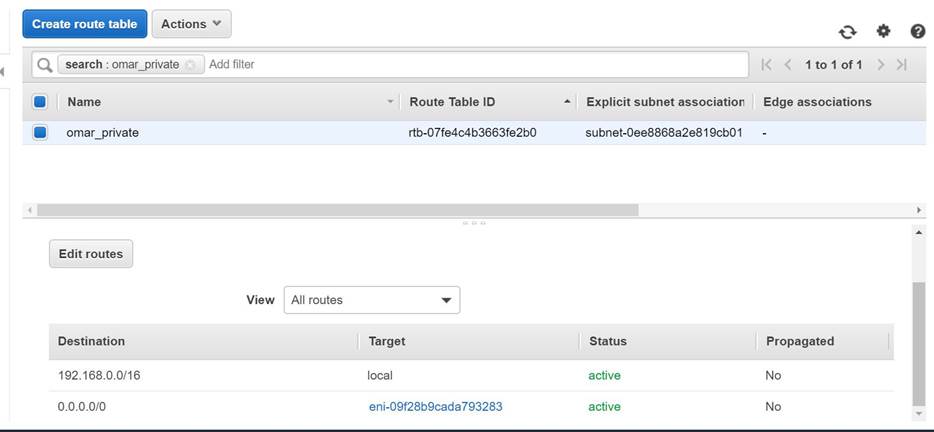 Create route table Actions
search : omar_private Add filter 1 to 1 of 1
Name Route Table ID Explicit subnet association Edge associations
omar_private rtb-07fe4c4b3663fe2b0 subnet-0ee8868a2e819cb01 -
Edit routes
View All routes
Destination Target Status Propagated
192.168.0.0/16 local active No
0.0.0.0/0 eni-09f28b9cada793283 active No